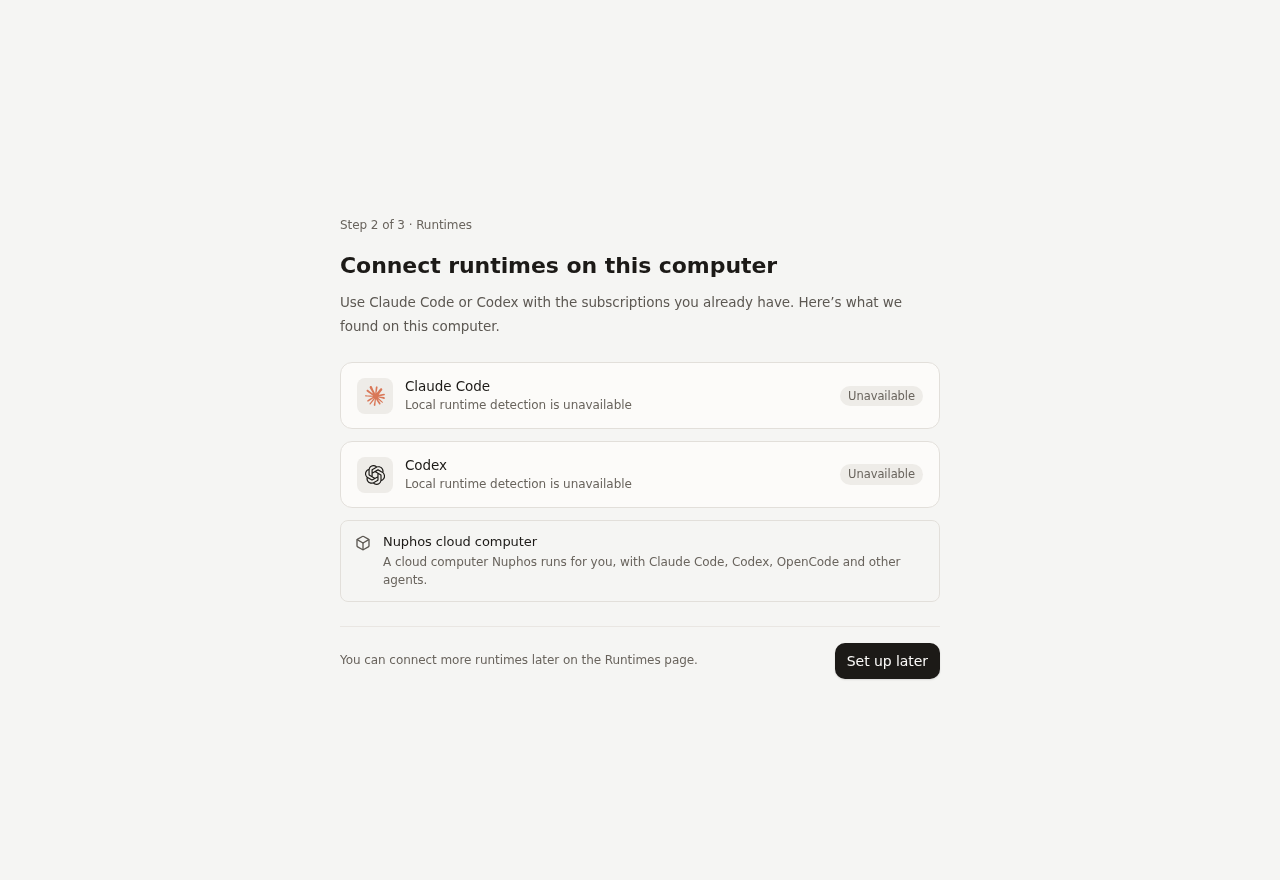 Step 2 of 3 · Runtimes
Connect runtimes on this computer
Use Claude Code or Codex with the subscriptions you already have. Here’s what we
found on this computer.
Claude Code
Local runtime detection is unavailable
Unavailable
Codex
Local runtime detection is unavailable
Unavailable
Nuphos cloud computer
A cloud computer Nuphos runs for you, with Claude Code, Codex, OpenCode and other
agents.
You can connect more runtimes later on the Runtimes page.
Set up later